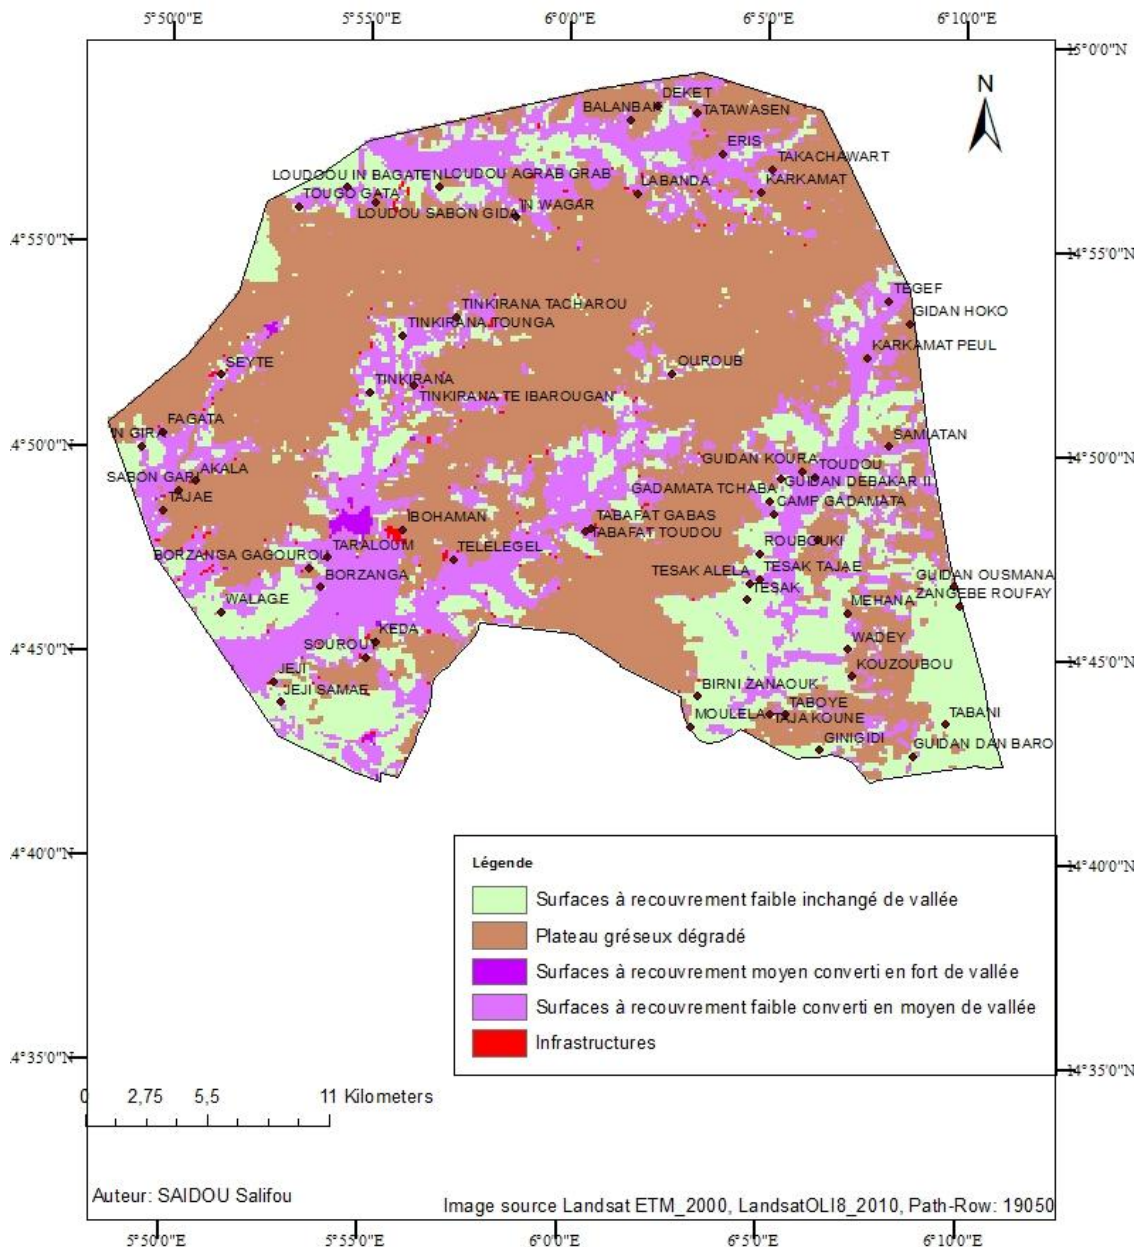 5°50'0"E 5°55'0"E 6°0'0"E 6°5'0"E 6°10'0"E
15°0'0"N
N
DEKET
BALANBAK
TATAWASEN
ERIS
TAKACHAWART
LOUDOOU IN BAGATEN
LOUDOU AGRAB GRAB
LABANDA
KARKAMAT
TOUGO GATA
LOUDOU SABON GIDA
IN WAGAR
4°55'0"N
14°55'0"N
TEGEF
TINKIRANA TACHAROU
GIDAN HOKO
TINKIRANA TOUNGA
KARKAMAT PEUL
SEYTE
OUROUB
TINKIRANA
TINKIRANA TE IBAROUGAN
FAGATA
IN GIRA
4°50'0"N
SAMIATAN
14°50'0"N
GUIDAN KOURA
TOUDOU
SABON GARI
AKALA
GUIDAN DEBAKAR II
GADAMATA TCHABA
TAJAE
CAMP GADAMATA
IBOHAMAN
TABAFAT GABAS
TABAFAT TOUDOU
TARALOUM
TELELEGEL
ROUBOUKI
BORZANGA GAGOUROU
BORZANGA
TESAK ALELA
TESAK TAJAE
GUIDAN OUSMANA
TESAK
ZANGEBE ROUFAY
WALAGE
MEHANA
KEDA
WADEY
SOUROUT
4°45'0"N
14°45'0"N
JEJI
KOUZOUBOU
JEJI SAMAE
BIRNI ZANAOUK
TABOYE
MOULELA
TAJA KOUNE
TABANI
GINIGIDI
GUIDAN DAN BARO
4°40'0"N
14°40'0"N
Légende
Surfaces à recouvrement faible inchangé de vallée
Plateau gréseux dégradé
Surfaces à recouvrement moyen converti en fort de vallée
Surfaces à recouvrement faible converti en moyen de vallée
Infrastructures
4°35'0"N
14°35'0"N
0 2,75 5,5 11 Kilometers
Auteur: SAIDOU Salifou
Image source Landsat ETM_2000, LandsatOLI8_2010, Path-Row: 19050
5°50'0"E 5°55'0"E 6°0'0"E 6°5'0"E 6°10'0"E